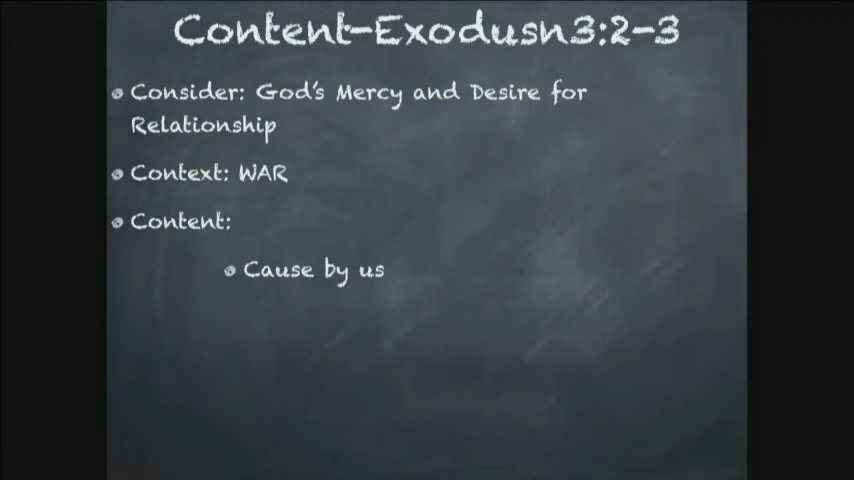 Content-Exodusn3:2-3
Consider: God's Mercy and Desire for
Relationship
Context: WAR
Content:
Cause by us